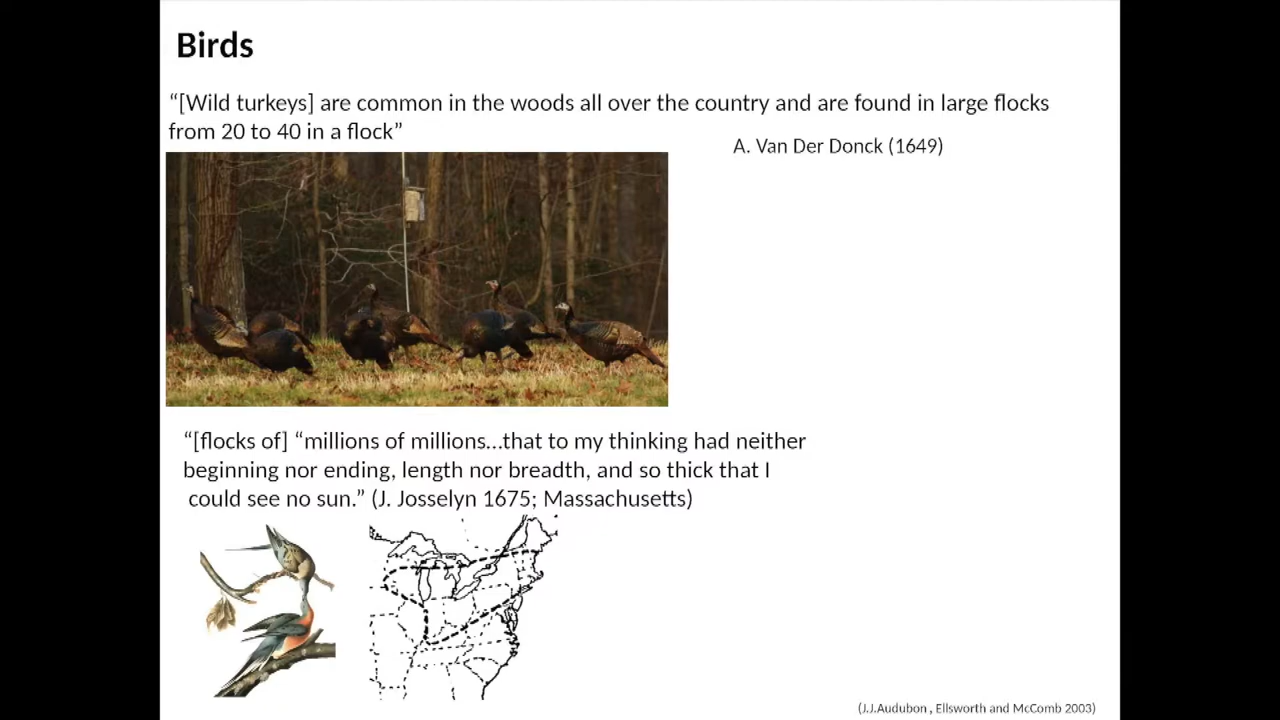 Birds
“[Wild turkeys] are common in the woods all over the country and are found in large flocks
from 20 to 40 in a flock”
A. Van Der Donck (1649)
“[flocks of] “millions of millions…that to my thinking had neither
beginning nor ending, length nor breadth, and so thick that I
could see no sun.” (J. Josselyn 1675; Massachusetts)
(J.J.Audubon , Ellsworth and McComb 2003)